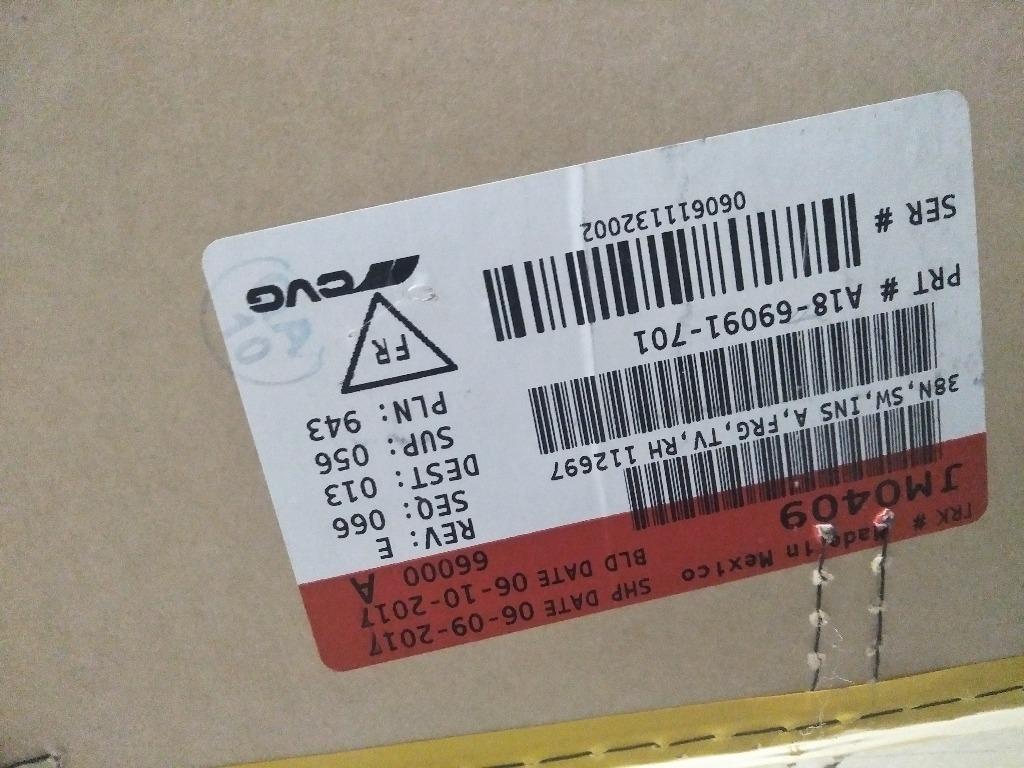 TRK # Made in Mexico SHP DATE 06-09-2017
JM0409 BLD DATE 06-10-2017
66000 A
38N,SW,INS A,FRG,TV,RH 112697
REV: E
SEQ: 066
DEST: 013
SUP: 056
PLN: 943
PRT # A18-69091-701
FR
SER # 060611132002
CVG